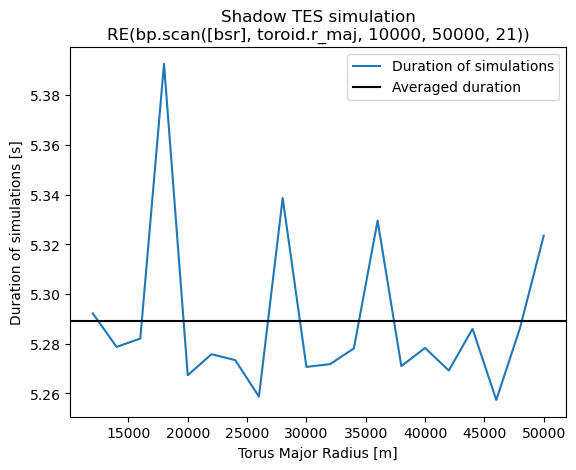 Shadow TES simulation
RE(bp.scan([bsr], toroid.r_maj, 10000, 50000, 21))
Duration of simulations
Averaged duration
Duration of simulations [s]
5.38
5.36
5.34
5.32
5.30
5.28
5.26
15000 20000 25000 30000 35000 40000 45000 50000
Torus Major Radius [m]